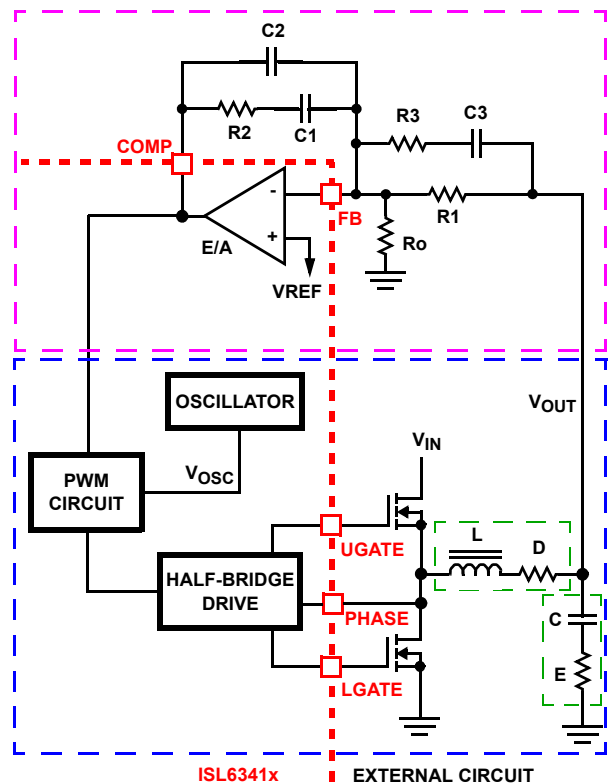 C2
R2
C1
R3
C3
COMP
-
+
E/A
FB
R1
Ro
VREF
OSCILLATOR
VOUT
VIN
VOSC
PWM
CIRCUIT
UGATE
L
D
HALF-BRIDGE
DRIVE
PHASE
C
E
LGATE
ISL6341x
EXTERNAL CIRCUIT